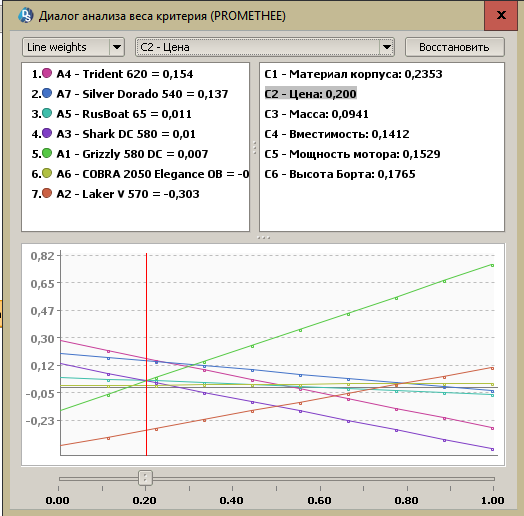 Диалог анализа веса критерия (PROMETHEE)
Line weights
C2 - Цена
Восстановить
1. A4 - Trident 620 = 0,154
2. A7 - Silver Dorado 540 = 0,137
3. A5 - RusBoat 65 = 0,011
4. A3 - Shark DC 580 = 0,01
5. A1 - Grizzly 580 DC = 0,007
6. A6 - COBRA 2050 Elegance OB = -0
7. A2 - Laker V 570 = -0,303
C1 - Материал корпуса: 0,2353
C2 - Цена: 0,200
C3 - Масса: 0,0941
C4 - Вместимость: 0,1412
C5 - Мощность мотора: 0,1529
C6 - Высота Борта: 0,1765
0,82
0,65
0,47
0,30
0,12
-0,05
-0,23
0.00 0.20 0.40 0.60 0.80 1.00